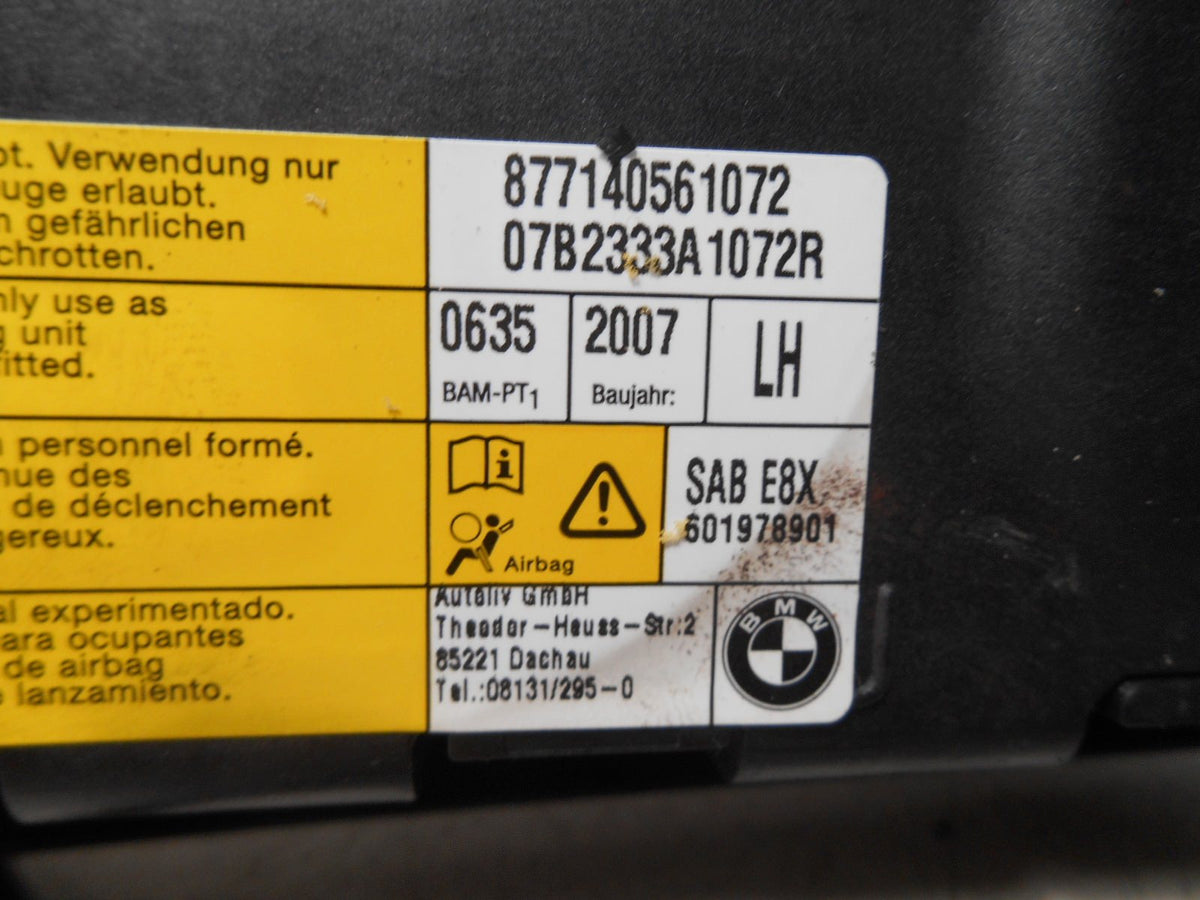 ot. Verwendung nur
uge erlaubt.
n gefährlichen
chrotten.
nly use as
g unit
fitted.
n personnel formé.
nue des
de déclenchement
gereux.
al experimentado.
para ocupantes
de airbag
e lanzamiento.
877140561072
07B2333A1072R
0635
BAM-PT1
2007
Baujahr:
LH
i
Airbag
SAB E8X
601978901
Autoliv GmbH
Theodor-Heuss-Str:2
85221 Dachau
Tel.:08131/295-0
BMW